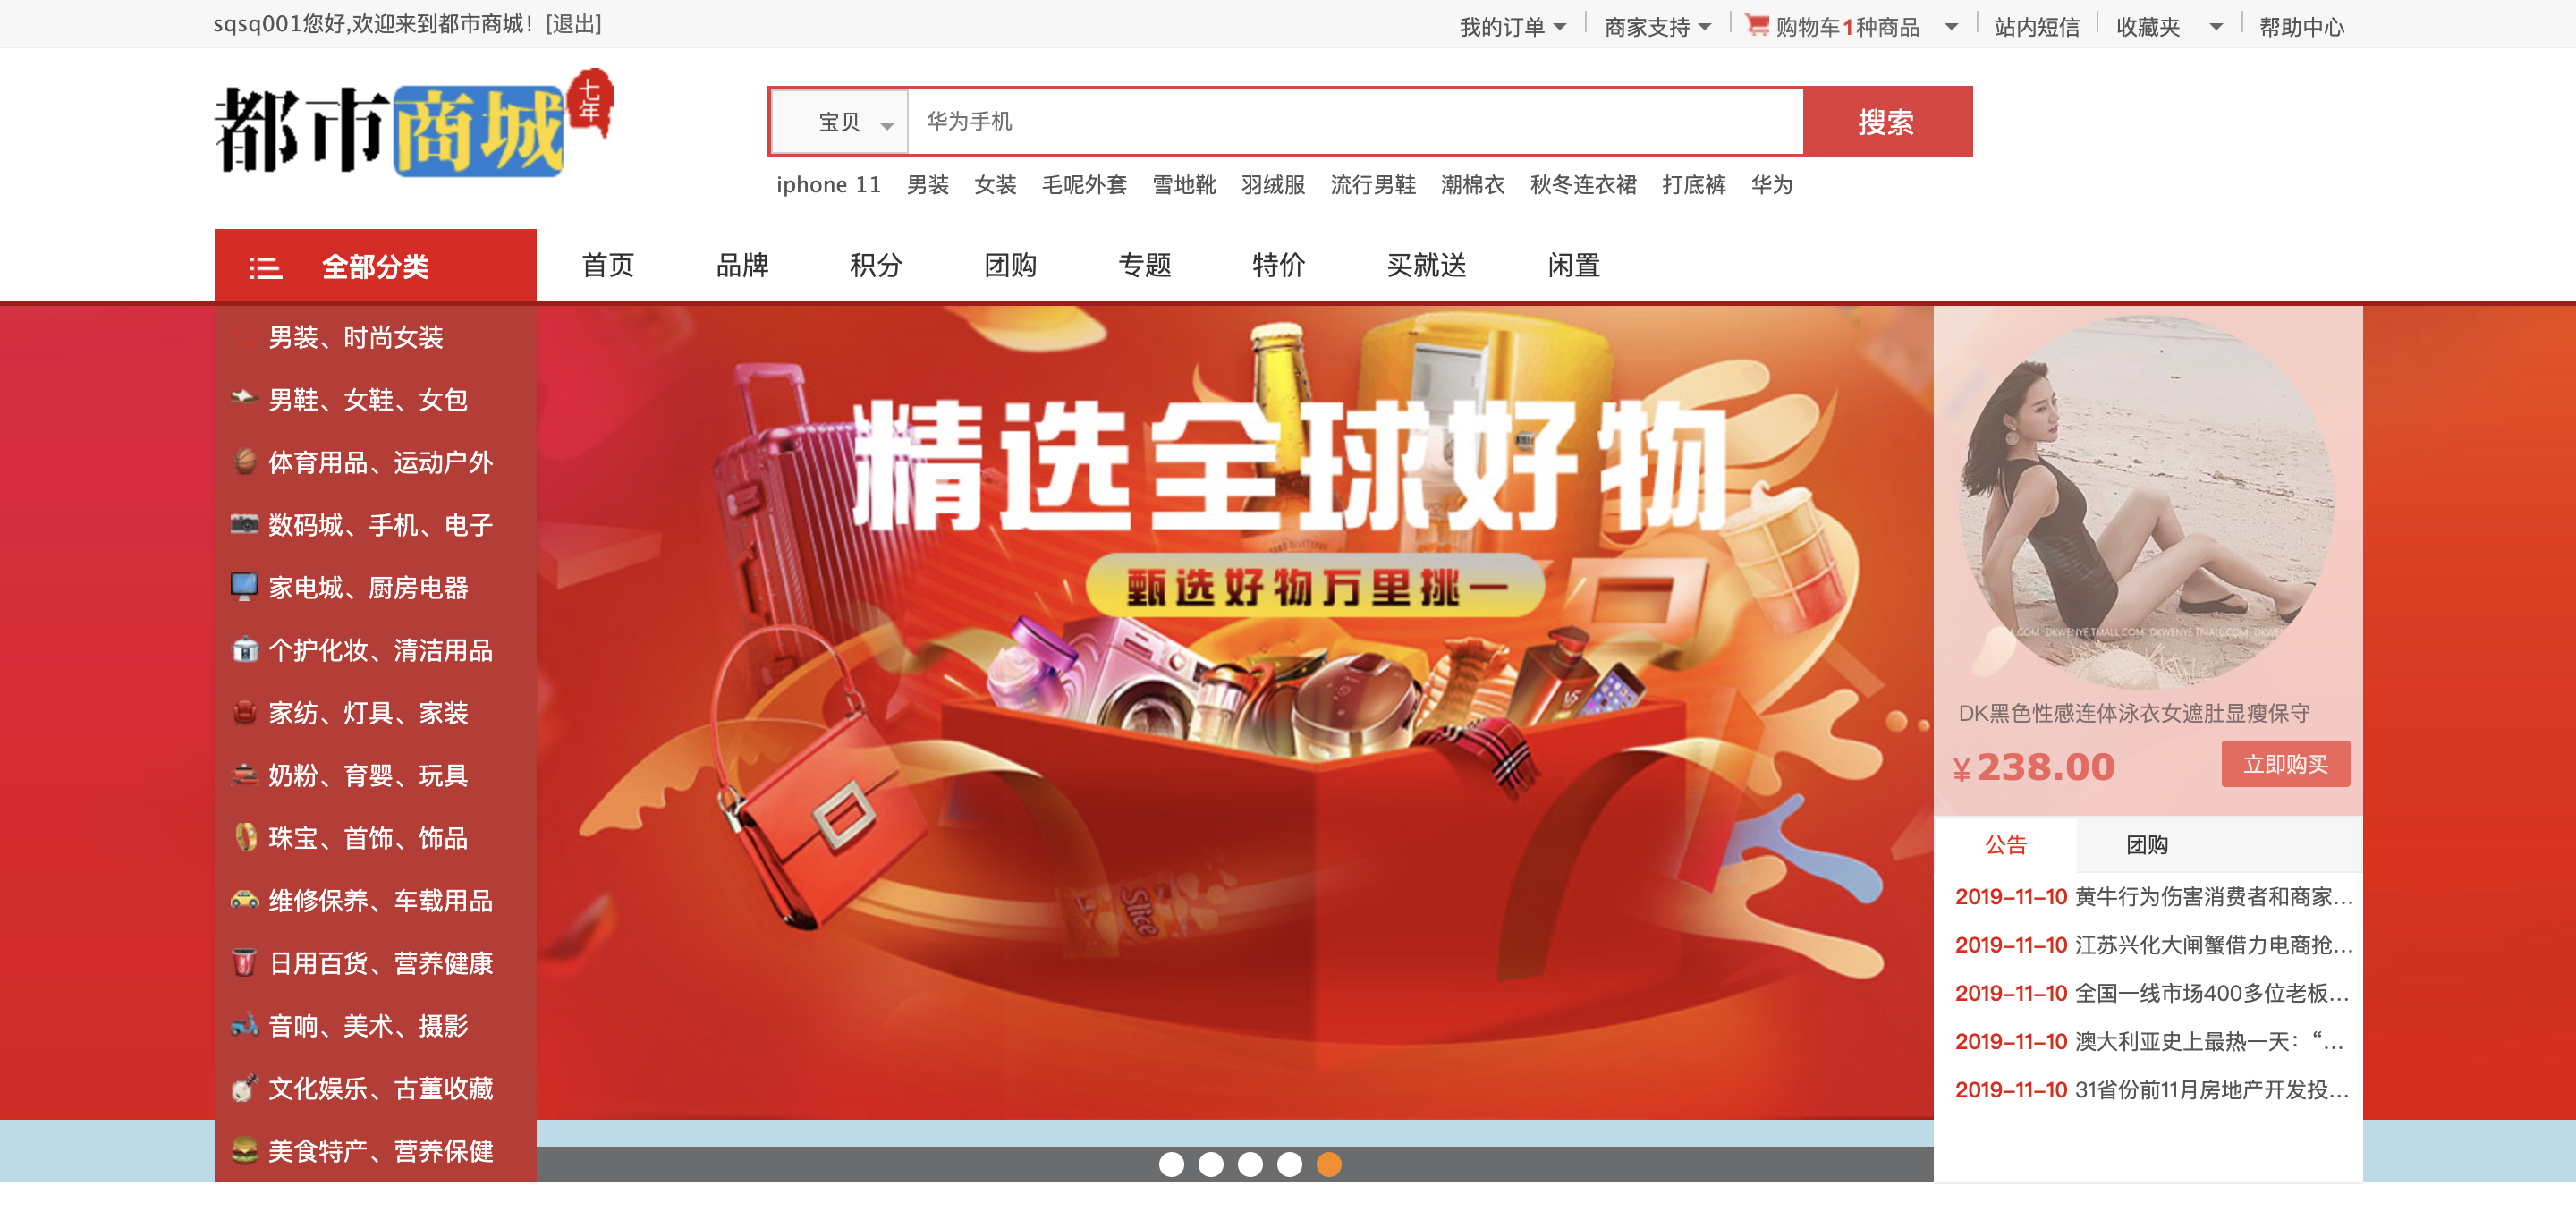 sqsq001您好,欢迎来到都市商城！[退出]
我的订单 商家支持 购物车1种商品 站内短信 收藏夹 帮助中心
都市商城 七年
宝贝 华为手机 搜索
iphone 11 男装 女装 毛呢外套 雪地靴 羽绒服 流行男鞋 潮棉衣 秋冬连衣裙 打底裤 华为
全部分类 首页 品牌 积分 团购 专题 特价 买就送 闲置
男装、时尚女装
男鞋、女鞋、女包
体育用品、运动户外
数码城、手机、电子
家电城、厨房电器
个护化妆、清洁用品
家纺、灯具、家装
奶粉、育婴、玩具
珠宝、首饰、饰品
维修保养、车载用品
日用百货、营养健康
音响、美术、摄影
文化娱乐、古董收藏
美食特产、营养保健
精选全球好物
甄选好物万里挑一
Slice
DKWENYE.TMALL.COM
DK黑色性感连体泳衣女遮肚显瘦保守
¥238.00 立即购买
公告 团购
2019-11-10 黄牛行为伤害消费者和商家...
2019-11-10 江苏兴化大闸蟹借力电商抢...
2019-11-10 全国一线市场400多位老板...
2019-11-10 澳大利亚史上最热一天：“...
2019-11-10 31省份前11月房地产开发投...